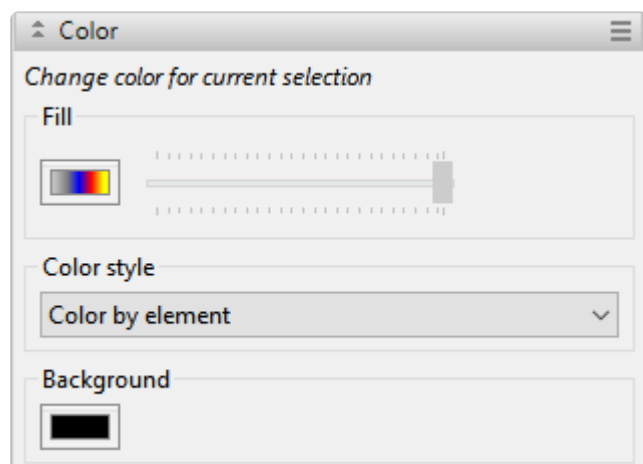 Color
Change color for current selection
Fill
Color style
Color by element
Background